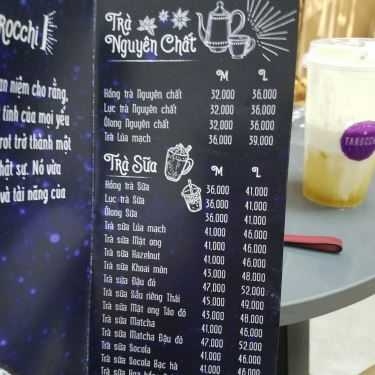 Rocchi
an niệm cho rằng,
tính của mọi yếu
rot trở thành một
hật sự. Nó vừa
và tài năng của
Trà
Nguyên Chất
M L
Hồng trà Nguyên chất 32,000 36,000
Lục trà Nguyên chất 32,000 36,000
Ôlong Nguyên chất 32,000 36,000
Trà Lúa mạch 36,000 39,000
Trà Sữa
M L
Hồng trà Sữa 36,000 41,000
Lục trà Sữa 36,000 41,000
Ôlong Sữa 36,000 41,000
Trà sữa Lúa mạch 41,000 46,000
Trà sữa Mật ong 41,000 46,000
Trà sữa Hazelnut 41,000 46,000
Trà sữa Khoai môn 43,000 48,000
Trà sữa Đậu đỏ 47,000 52,000
Trà sữa Sầu riêng Thái 45,000 49,000
Trà sữa Mật ong Táo đỏ 43,000 48,000
Trà sữa Matcha 41,000 46,000
Trà sữa Matcha Đậu đỏ 47,000 52,000
Trà sữa Socola 41,000 46,000
Trà sữa Socola Bạc hà 41,000 46,000
41,000 46,000
TAROCCHI